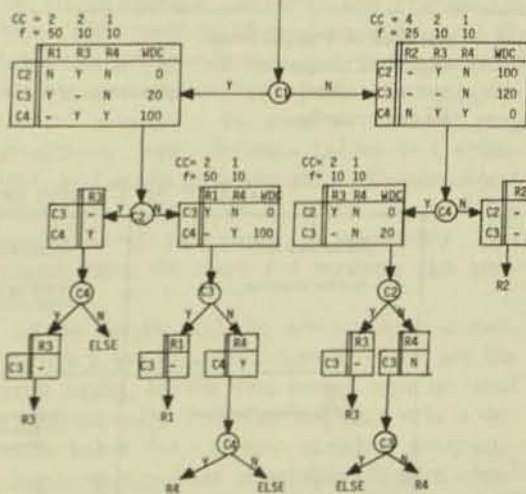 CC = 2 2 1
f = 50 10 10
R1 R3 R4 WDC
C2 N Y N 0
C3 Y - N 20
C4 - Y Y 100
Y C1 N
CC = 4 2 1
f = 25 10 10
R2 R3 R4 WDC
C2 - Y N 100
C3 - - N 120
C4 N Y Y 0
R3
C3 -
C4 Y
Y C2 N
CC= 2 1
f= 50 10
R1 R4 WDC
C3 Y N 0
C4 - Y 100
CC= 2 1
f= 10 10
R3 R4 WDC
C2 Y N 0
C3 - N 20
Y C4 N
R2
C2 -
C3 -
R2
C4
Y N
ELSE
C3
Y N
C2
Y N
R3
C3 -
R3
R1
C3 -
R1
R4
C4 Y
R3
C3 -
R3
R4
C3 N
C4
Y N
R4 ELSE
C3
Y N
ELSE R4